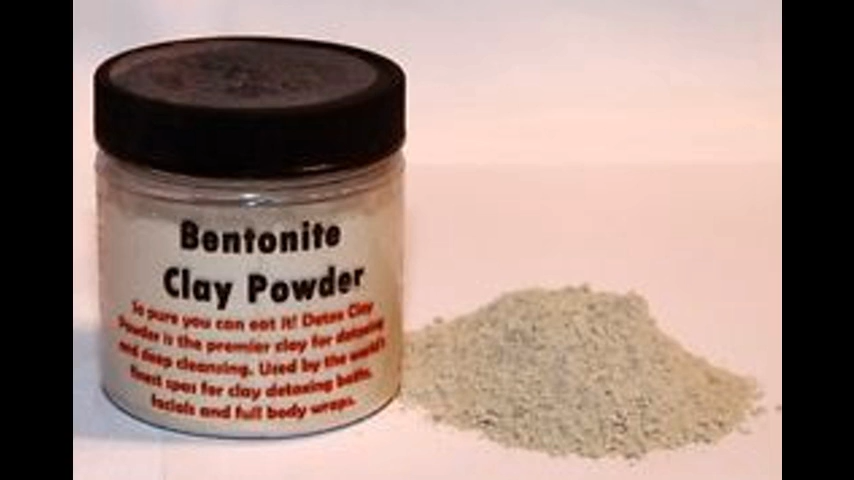 Bentonite
Clay Powder
So pure you can eat it! Detox Clay
Powder is the premier clay for detoxing
and deep cleansing. Used by the world's
finest spas for clay detoxing baths,
facials and full body wraps.